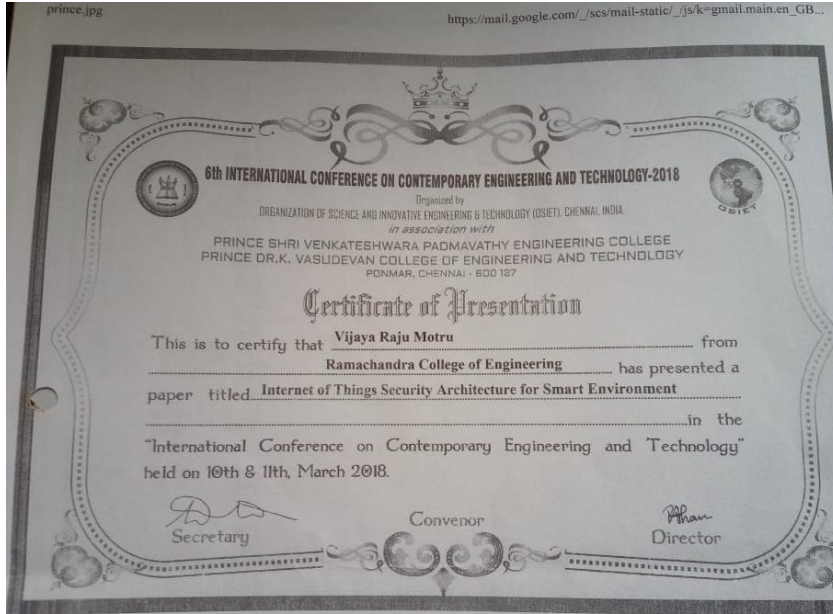 prince.jpg
https://mail.google.com/_/scs/mail-static/_/js/k=gmail.main.en_GB...
6th INTERNATIONAL CONFERENCE ON CONTEMPORARY ENGINEERING AND TECHNOLOGY-2018
Organized by
ORGANIZATION OF SCIENCE AND INNOVATIVE ENGINEERING & TECHNOLOGY (OSIET), CHENNAI, INDIA
in association with
PRINCE SHRI VENKATESHWARA PADMAVATHY ENGINEERING COLLEGE
PRINCE DR.K. VASUDEVAN COLLEGE OF ENGINEERING AND TECHNOLOGY
PONMAR, CHENNAI - 600 127
OSIET
Certificate of Presentation
This is to certify that Vijaya Raju Motru from
Ramachandra College of Engineering has presented a
paper titled Internet of Things Security Architecture for Smart Environment
in the
"International Conference on Contemporary Engineering and Technology"
held on 10th & 11th, March 2018.
Secretary Convenor Director